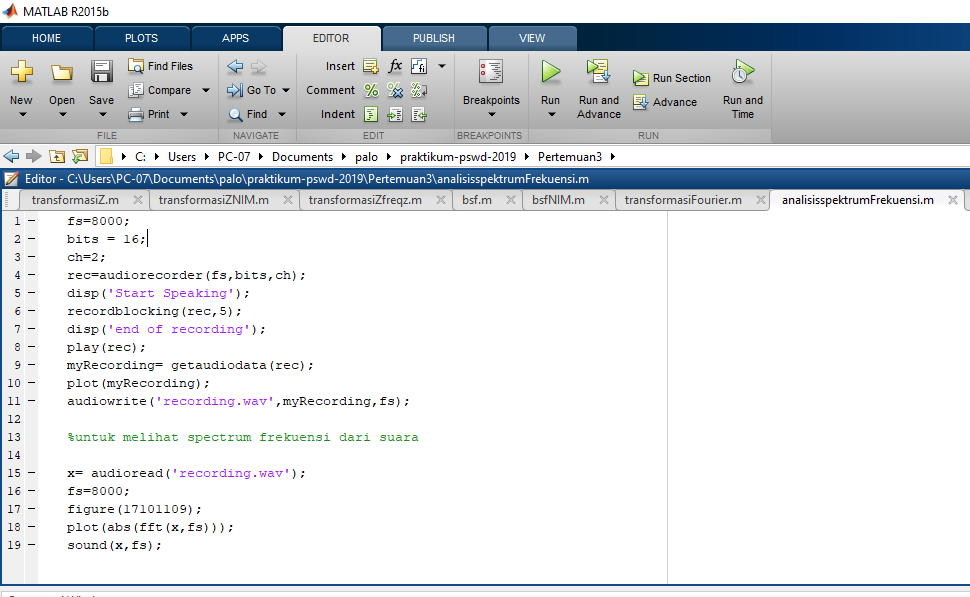 MATLAB R2015b
HOME PLOTS APPS EDITOR PUBLISH VIEW
Find Files Insert fx
Compare Go To Comment Run Section
New Open Save Breakpoints Run Run and Advance Advance Run and Time
Print Find Indent
FILE NAVIGATE EDIT BREAKPOINTS RUN
C: Users PC-07 Documents palo praktikum-pswd-2019 Pertemuan3
Editor - C:\Users\PC-07\Documents\palo\praktikum-pswd-2019\Pertemuan3\analisisspektrumFrekuensi.m
transformasiZ.m transformasiZNIM.m transformasiZfreqz.m bsf.m bsfNIM.m transformasiFourier.m analisisspektrumFrekuensi.m
1 fs=8000;
2 bits = 16;
3 ch=2;
4 rec=audiorecorder(fs,bits,ch);
5 disp('Start Speaking');
6 recordblocking(rec,5);
7 disp('end of recording');
8 play(rec);
9 myRecording= getaudiodata(rec);
10 plot(myRecording);
11 audiowrite('recording.wav',myRecording,fs);
12
13 %untuk melihat spectrum frekuensi dari suara
14
15 x= audioread('recording.wav');
16 fs=8000;
17 figure(17101109);
18 plot(abs(fft(x,fs)));
19 sound(x,fs);